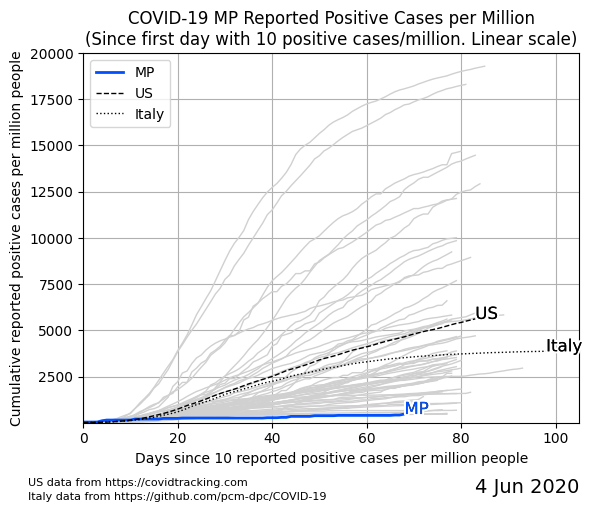 COVID-19 MP Reported Positive Cases per Million
(Since first day with 10 positive cases/million. Linear scale)
Cumulative reported positive cases per million people
20000
17500
15000
12500
10000
7500
5000
2500
MP
US
Italy
US
Italy
MP
0
20
40
60
80
100
Days since 10 reported positive cases per million people
US data from https://covidtracking.com
Italy data from https://github.com/pcm-dpc/COVID-19
4 Jun 2020